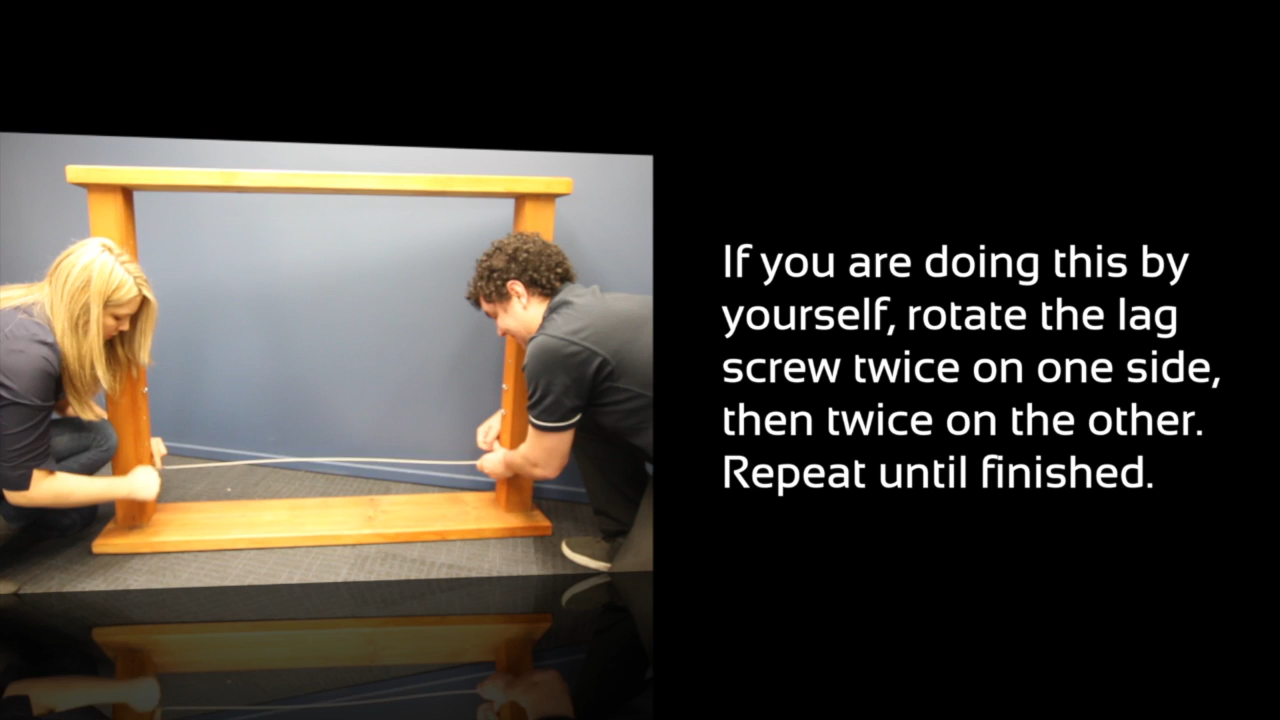 If you are doing this by
yourself, rotate the lag
screw twice on one side,
then twice on the other.
Repeat until finished.